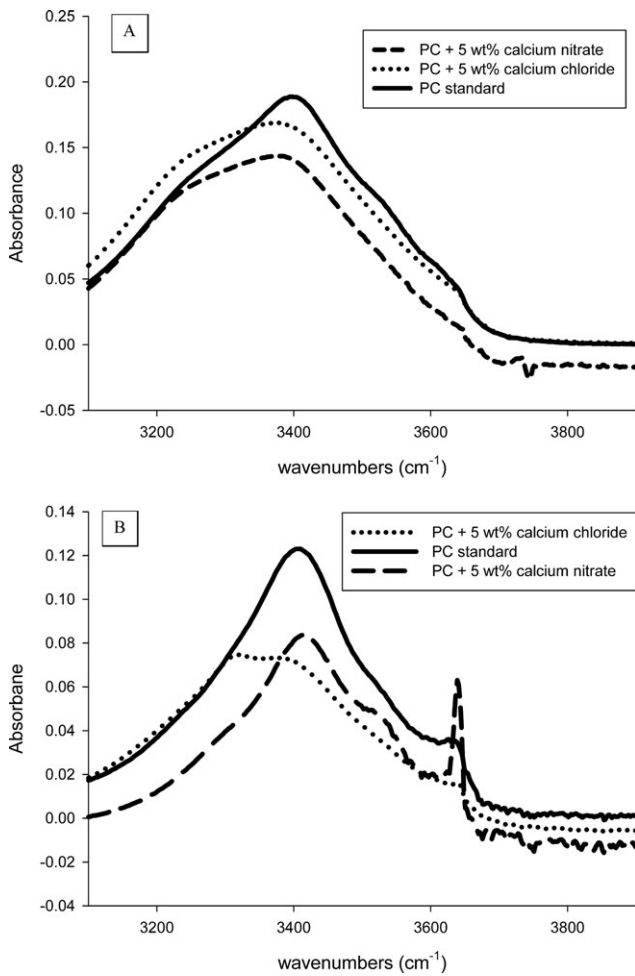 A
0.25
PC + 5 wt% calcium nitrate
PC + 5 wt% calcium chloride
PC standard
0.20
0.15
0.10
0.05
0.00
-0.05
Absorbance
3200 3400 3600 3800
wavenumbers (cm⁻¹)
B
0.14
PC + 5 wt% calcium chloride
PC standard
PC + 5 wt% calcium nitrate
0.12
0.10
0.08
0.06
0.04
0.02
0.00
-0.02
-0.04
Absorbane
3200 3400 3600 3800
wavenumbers (cm⁻¹)